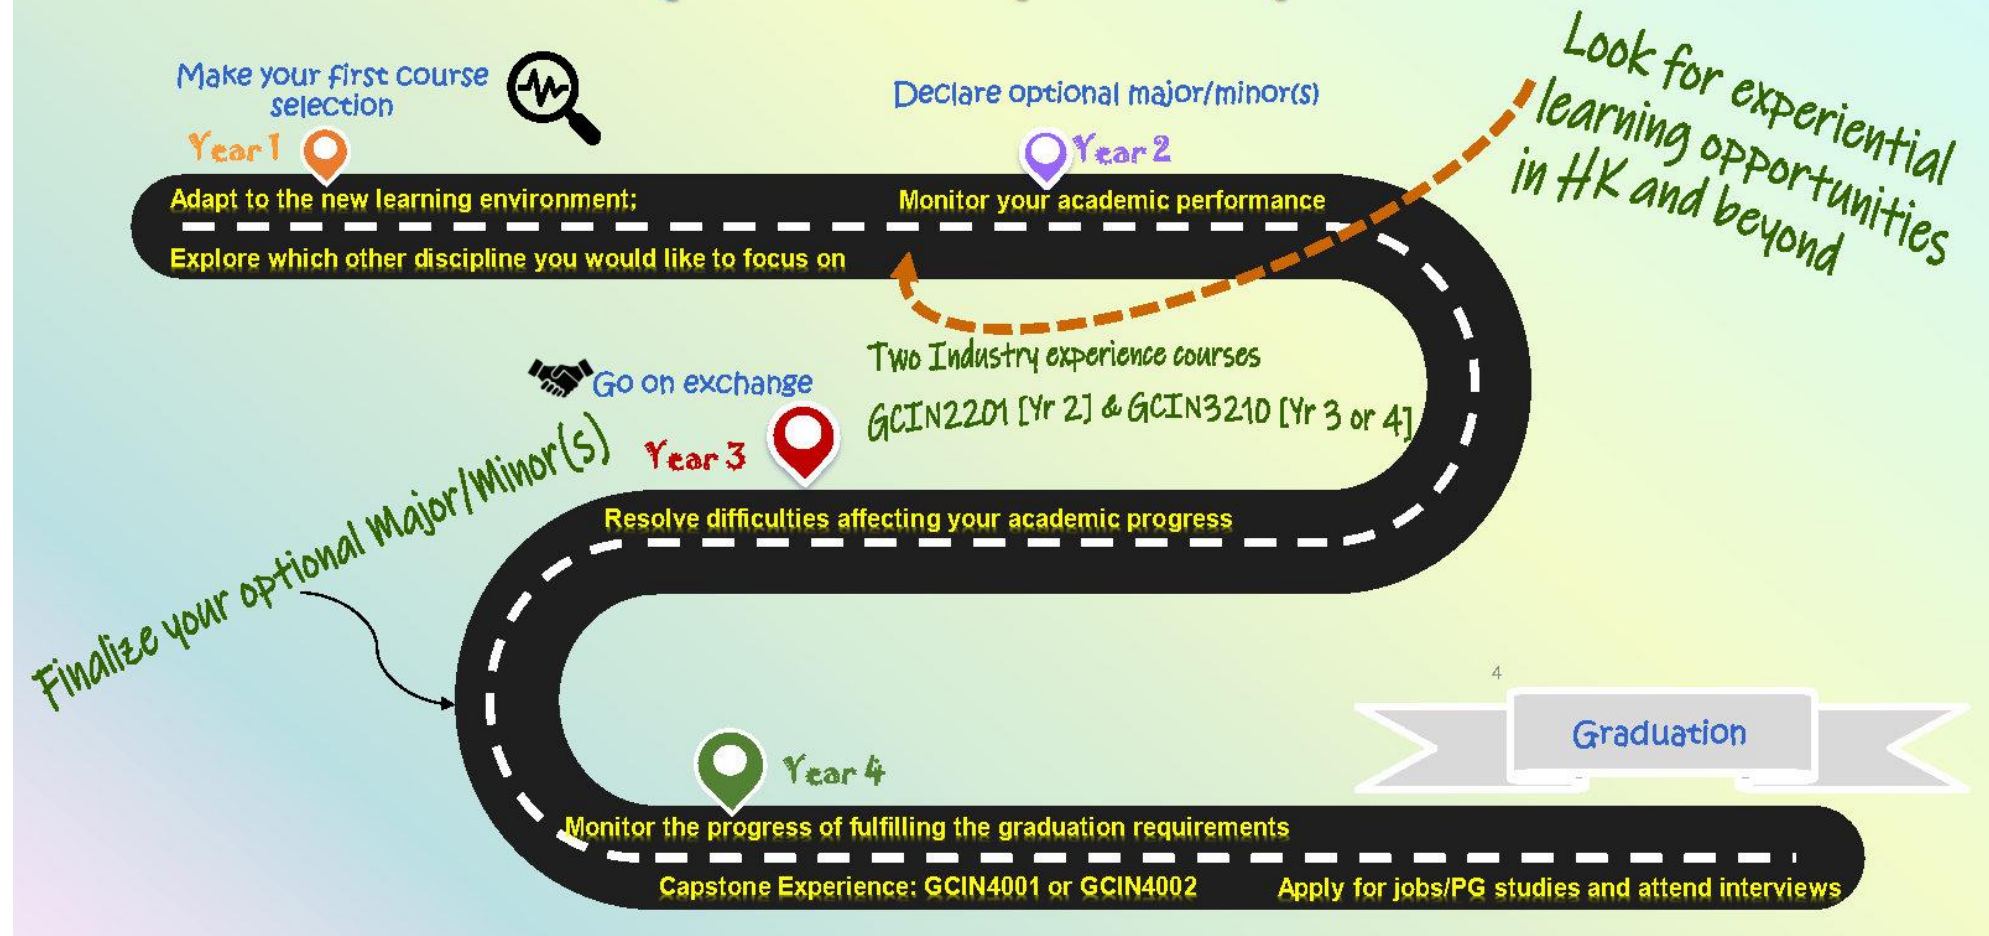 Make your first course
selection
Year 1
Adapt to the new learning environment;
Explore which other discipline you would like to focus on
Declare optional major/minor(s)
Year 2
Monitor your academic performance
Look for experiential
learning opportunities
in HK and beyond
Two Industry experience courses
GCIN2201 [Yr 2] & GCIN3210 [Yr 3 or 4]
Go on exchange
Year 3
Resolve difficulties affecting your academic progress
Finalize your optional Major/Minor(s)
4
Graduation
Year 4
Monitor the progress of fulfilling the graduation requirements
Capstone Experience: GCIN4001 or GCIN4002
Apply for jobs/PG studies and attend interviews